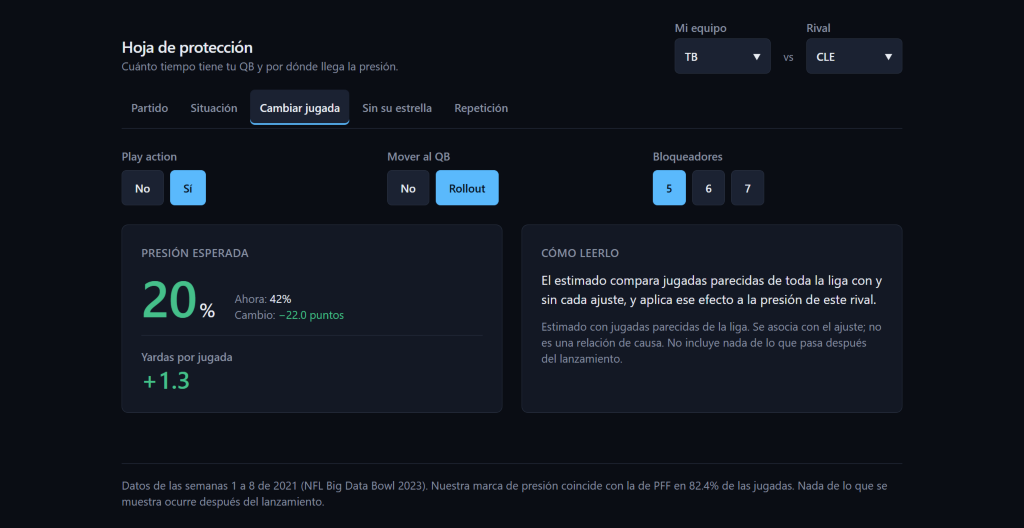 Hoja de protección
Cuánto tiempo tiene tu QB y por dónde llega la presión.
Mi equipo
TB
vs
Rival
CLE
Partido
Situación
Cambiar jugada
Sin su estrella
Repetición
Play action
No
Sí
Mover al QB
No
Rollout
Bloqueadores
5
6
7
PRESIÓN ESPERADA
20%
Ahora: 42%
Cambio: −22.0 puntos
Yardas por jugada
+1.3
CÓMO LEERLO
El estimado compara jugadas parecidas de toda la liga con y
sin cada ajuste, y aplica ese efecto a la presión de este rival.
Estimado con jugadas parecidas de la liga. Se asocia con el ajuste; no
es una relación de causa. No incluye nada de lo que pasa después
del lanzamiento.
Datos de las semanas 1 a 8 de 2021 (NFL Big Data Bowl 2023). Nuestra marca de presión coincide con la de PFF en 82.4% de las jugadas. Nada de lo que se
muestra ocurre después del lanzamiento.